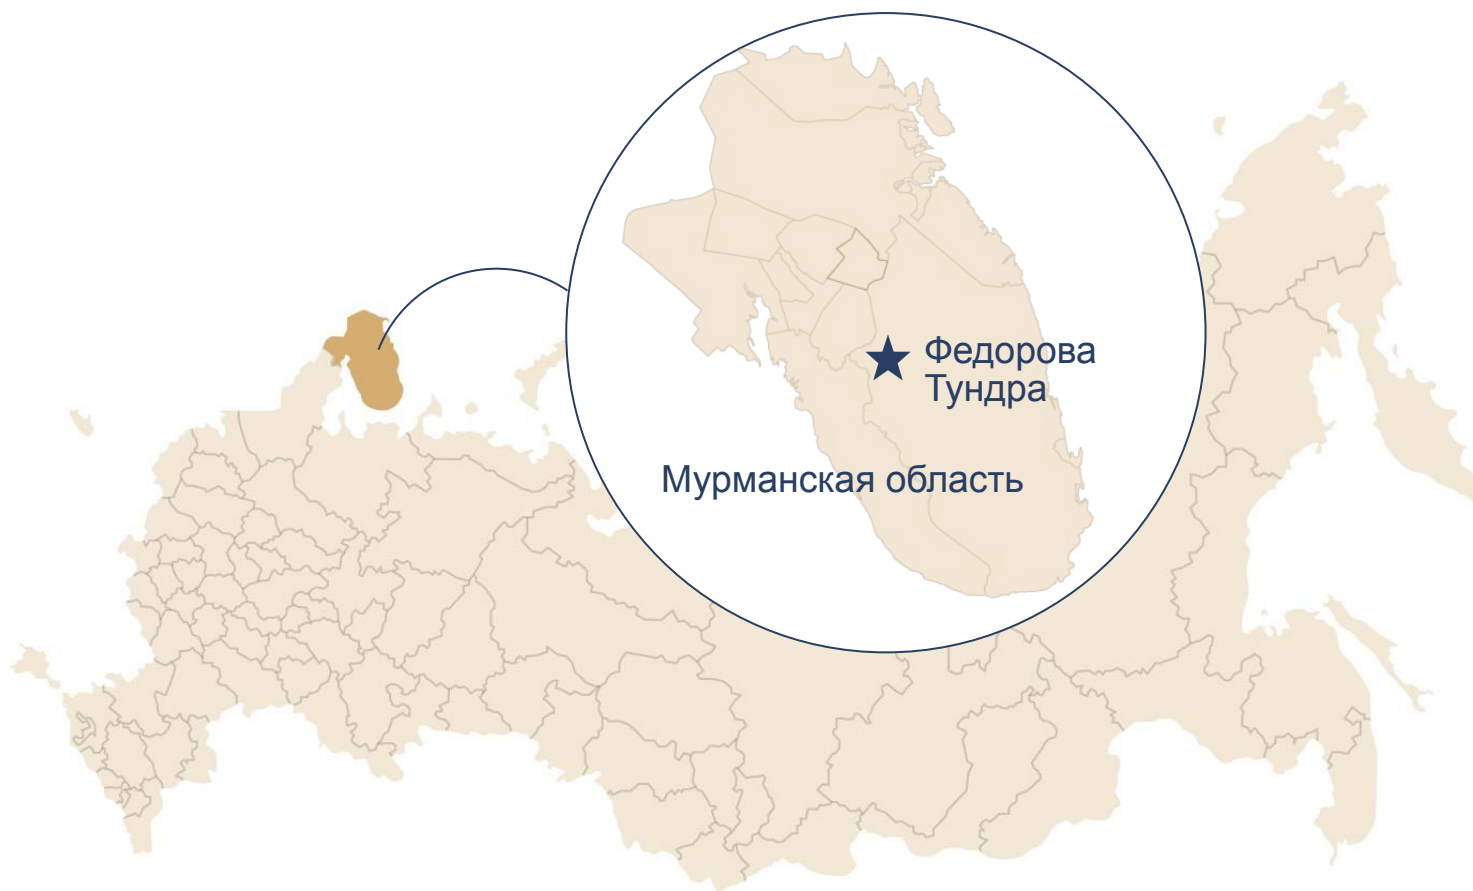 Федорова
Тундра
Мурманская область